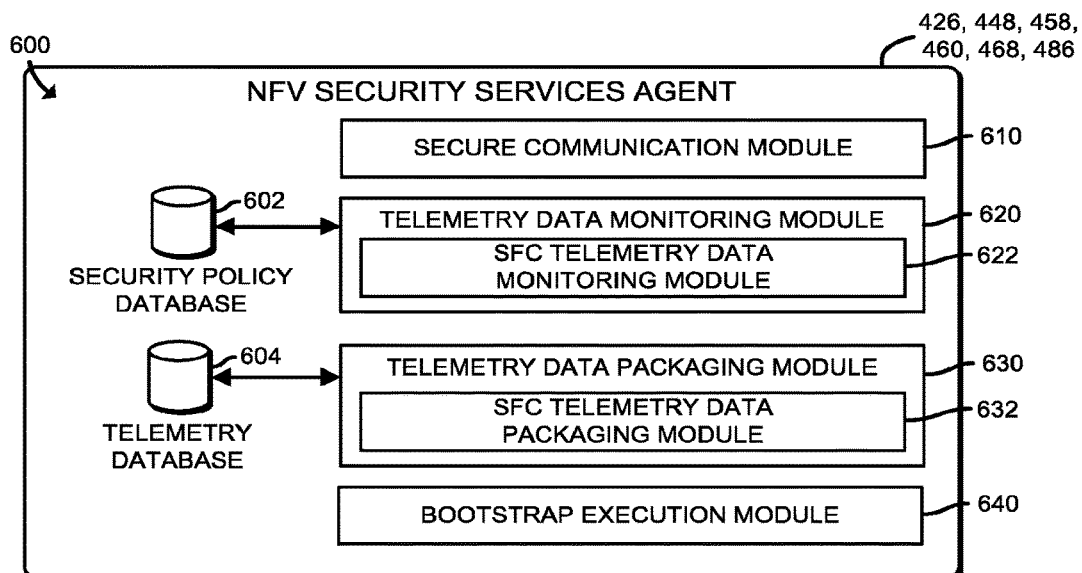 426, 448, 458,
460, 468, 486
600
NFV SECURITY SERVICES AGENT
SECURE COMMUNICATION MODULE
610
602
TELEMETRY DATA MONITORING MODULE
620
SFC TELEMETRY DATA
MONITORING MODULE
622
SECURITY POLICY
DATABASE
604
TELEMETRY DATA PACKAGING MODULE
630
SFC TELEMETRY DATA
PACKAGING MODULE
632
TELEMETRY
DATABASE
BOOTSTRAP EXECUTION MODULE
640